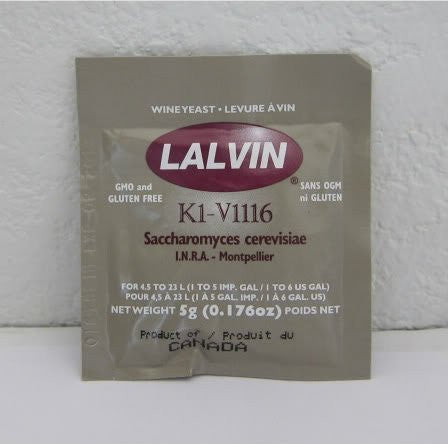 WINE YEAST • LEVURE À VIN
LALVIN®
GMO and
GLUTEN FREE
SANS OGM
ni GLUTEN
K1-V1116
Saccharomyces cerevisiae
I.N.R.A. - Montpellier
FOR 4.5 TO 23 L (1 TO 5 IMP. GAL / 1 TO 6 US GAL)
POUR 4,5 À 23 L (1 À 5 GAL. IMP. / 1 À 6 GAL. US)
NET WEIGHT 5g (0.176oz) POIDS NET
Product of / Produit du
CANADA